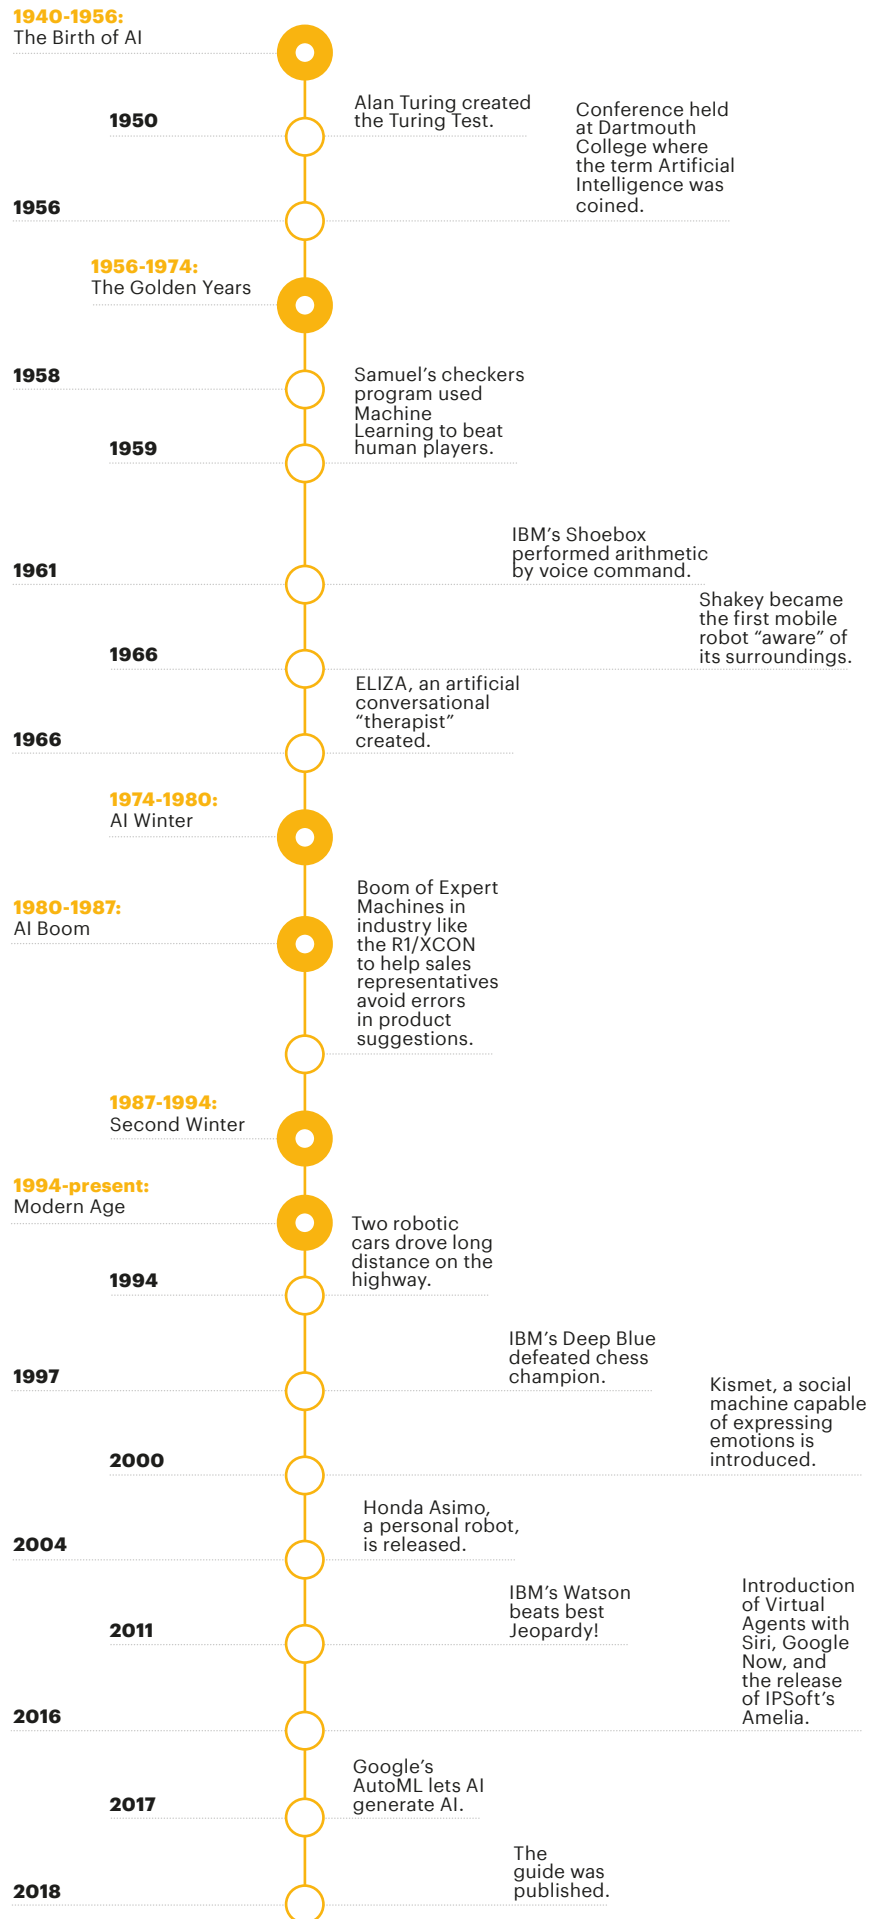 1940-1956:
The Birth of AI
1950
Alan Turing created
the Turing Test.
1956
Conference held
at Dartmouth
College where
the term Artificial
Intelligence was
coined.
1956-1974:
The Golden Years
1958
1959
Samuel’s checkers
program used
Machine
Learning to beat
human players.
1961
IBM’s Shoebox
performed arithmetic
by voice command.
1966
Shakey became
the first mobile
robot “aware” of
its surroundings.
1966
ELIZA, an artificial
conversational
“therapist”
created.
1974-1980:
AI Winter
1980-1987:
AI Boom
Boom of Expert
Machines in
industry like
the R1/XCON
to help sales
representatives
avoid errors
in product
suggestions.
1987-1994:
Second Winter
1994-present:
Modern Age
1994
Two robotic
cars drove long
distance on the
highway.
1997
IBM’s Deep Blue
defeated chess
champion.
2000
Kismet, a social
machine capable
of expressing
emotions is
introduced.
2004
Honda Asimo,
a personal robot,
is released.
2011
IBM’s Watson
beats best
Jeopardy!
2016
Introduction
of Virtual
Agents with
Siri, Google
Now, and
the release
of IPSoft’s
Amelia.
2017
Google’s
AutoML lets AI
generate AI.
2018
The
guide was
published.